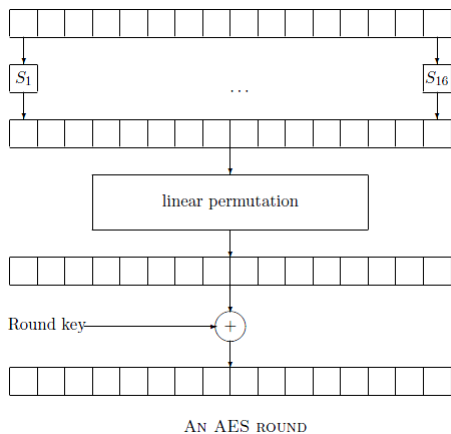 S₁ ... S₁₆
linear permutation
Round key +
AN AES ROUND